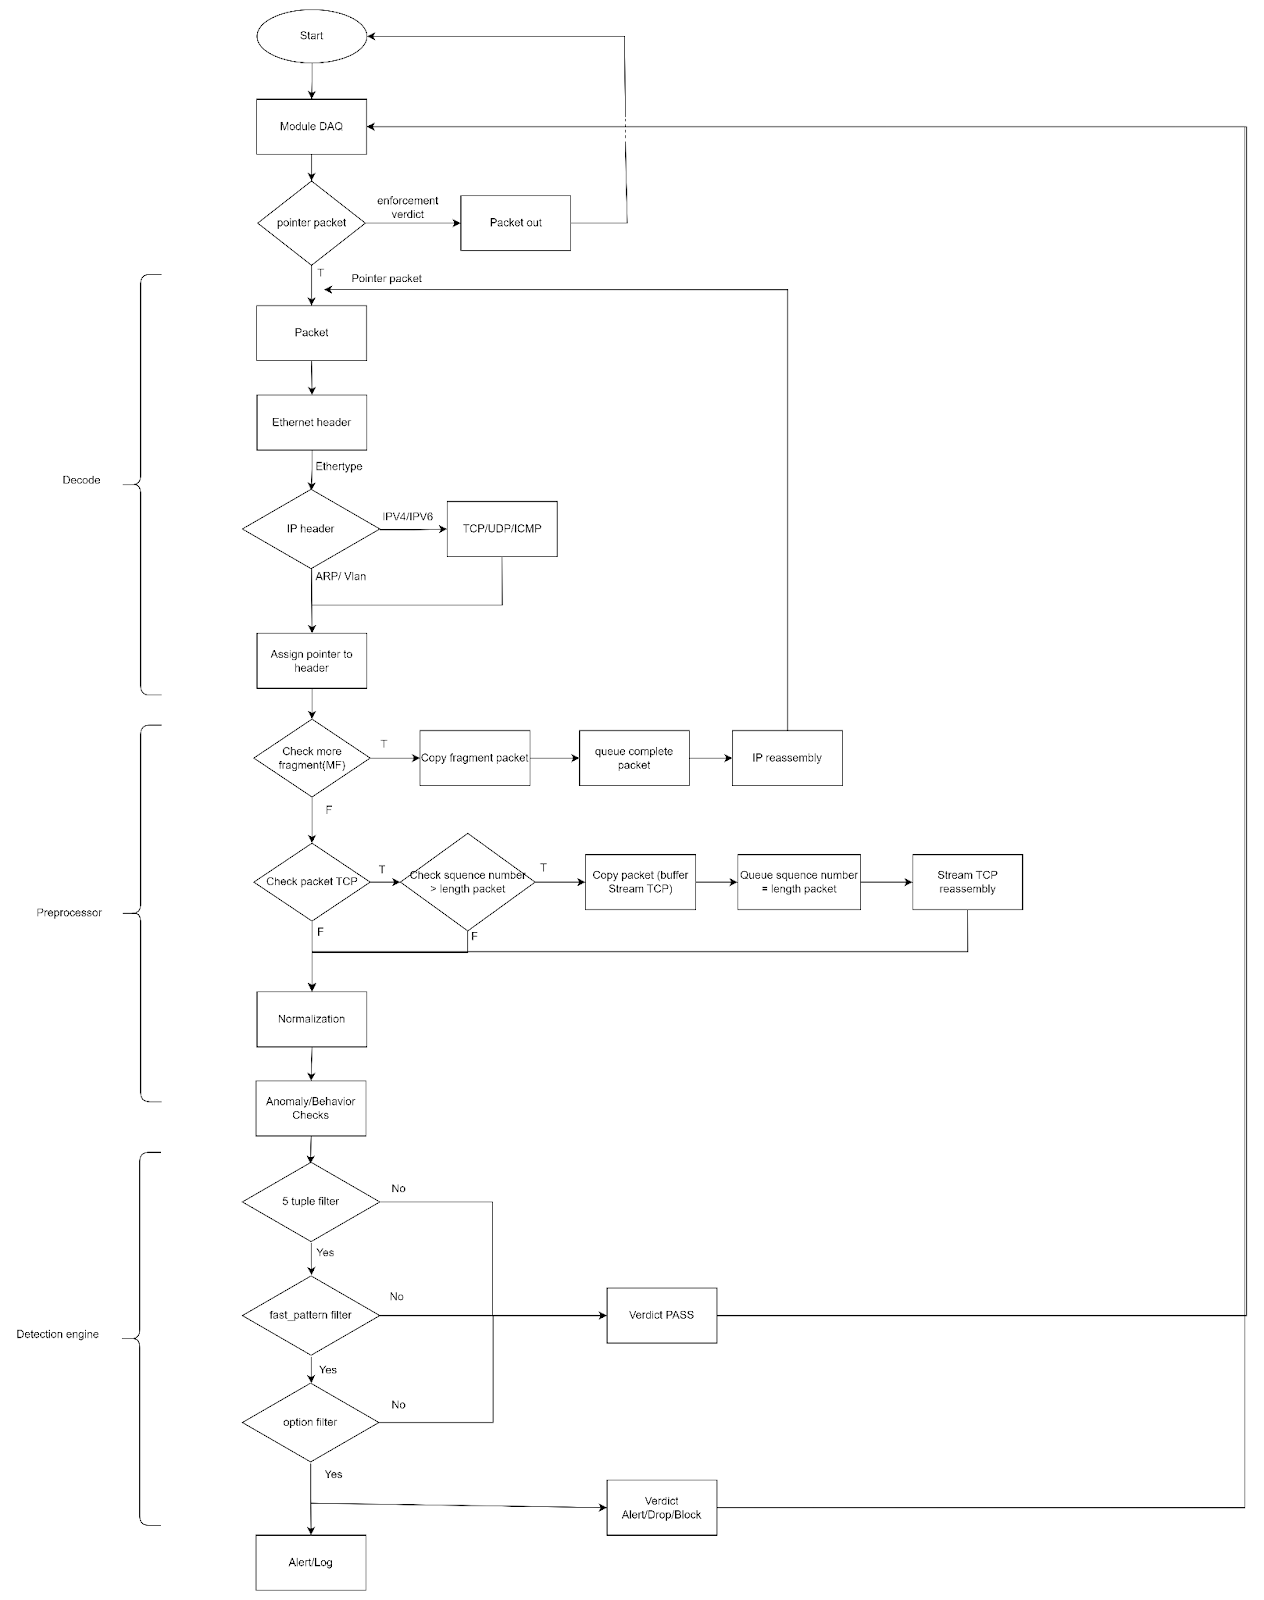 Start
Module DAQ
pointer packet
enforcement
verdict
Packet out
T
Pointer packet
Packet
Ethernet header
Ethertype
Decode
IP header
IPV4/IPV6
TCP/UDP/ICMP
ARP/ Vlan
Assign pointer to
header
Check more
fragment(MF)
T
Copy fragment packet
queue complete
packet
IP reassembly
F
Check packet TCP
T
Check squence number
> length packet
T
Copy packet (buffer
Stream TCP)
Queue squence number
= length packet
Stream TCP
reassembly
Preprocessor
F
F
Normalization
Anomaly/Behavior
Checks
5 tuple filter
No
Yes
fast_pattern filter
No
Verdict PASS
Detection engine
Yes
option filter
No
Yes
Verdict
Alert/Drop/Block
Alert/Log